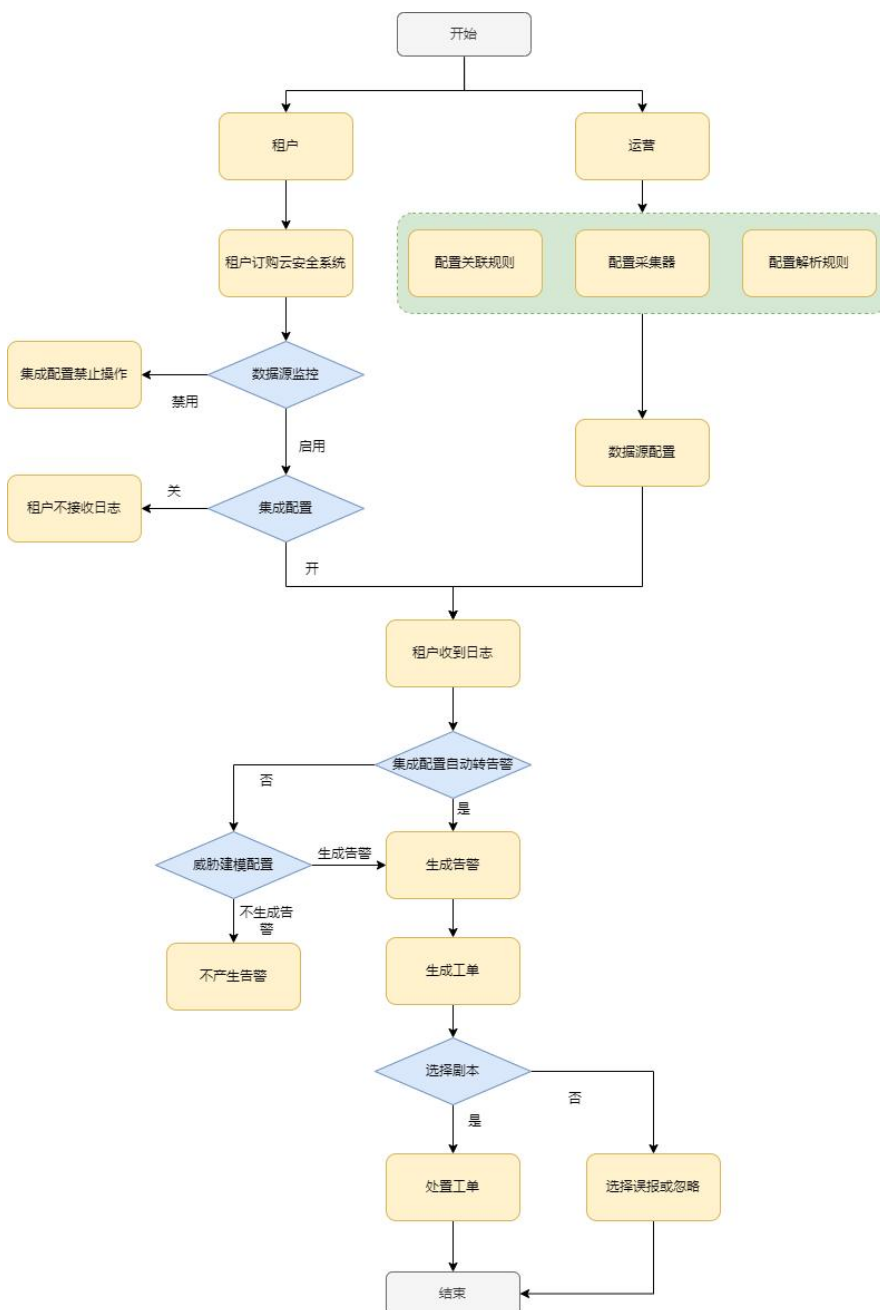 开始
租户
运营
租户订购云安全系统
配置关联规则
配置采集器
配置解析规则
数据源监控
集成配置禁止操作
禁用
启用
数据源配置
集成配置
租户不接收日志
关
开
租户收到日志
集成配置自动转告警
否
是
威胁建模配置
生成告警
生成告警
不生成告
警
不产生告警
生成工单
选择剧本
否
是
处置工单
选择误报或忽略
结束